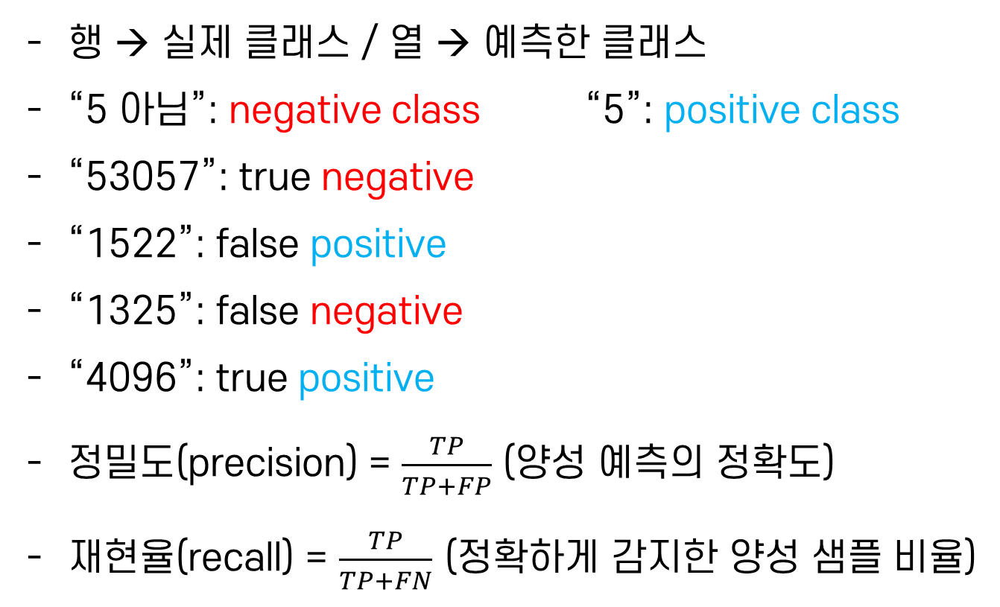 - 행 → 실제 클래스 / 열 → 예측한 클래스
- “5 아님”: negative class “5”: positive class
- “53057”: true negative
- “1522”: false positive
- “1325”: false negative
- “4096”: true positive
- 정밀도(precision) = TP/(TP+FP) (양성 예측의 정확도)
- 재현율(recall) = TP/(TP+FN) (정확하게 감지한 양성 샘플 비율)